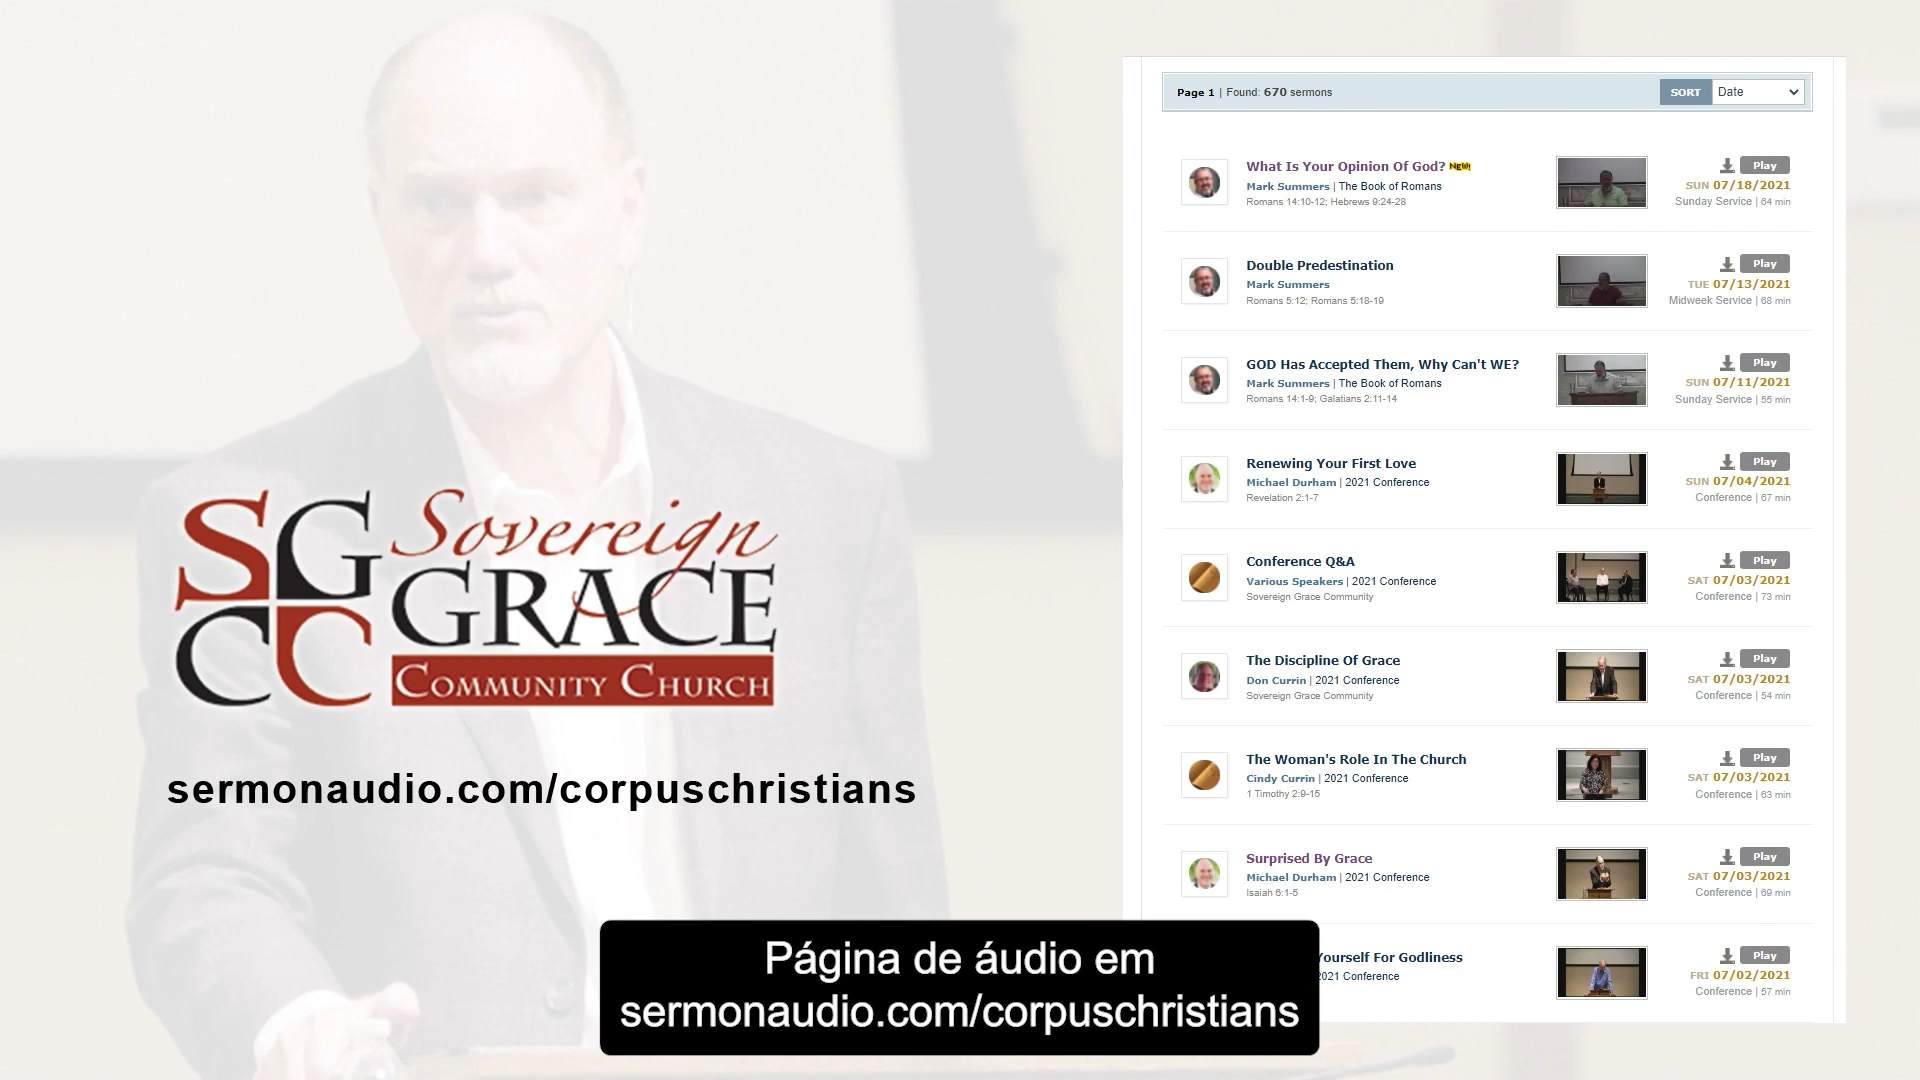 SG
CC
Sovereign
GRACE
COMMUNITY CHURCH
sermonaudio.com/corpuschristians
Page 1 | Found: 670 sermons
SORT Date
What Is Your Opinion Of God? New!
Mark Summers | The Book of Romans
Romans 14:10-12; Hebrews 9:24-28
Play
SUN 07/18/2021
Sunday Service | 64 min
Double Predestination
Mark Summers
Romans 5:12; Romans 5:18-19
Play
TUE 07/13/2021
Midweek Service | 68 min
GOD Has Accepted Them, Why Can't WE?
Mark Summers | The Book of Romans
Romans 14:1-9; Galatians 2:11-14
Play
SUN 07/11/2021
Sunday Service | 55 min
Renewing Your First Love
Michael Durham | 2021 Conference
Revelation 2:1-7
Play
SUN 07/04/2021
Conference | 67 min
Conference Q&A
Various Speakers | 2021 Conference
Sovereign Grace Community
Play
SAT 07/03/2021
Conference | 73 min
The Discipline Of Grace
Don Currin | 2021 Conference
Sovereign Grace Community
Play
SAT 07/03/2021
Conference | 54 min
The Woman's Role In The Church
Cindy Currin | 2021 Conference
1 Timothy 2:9-15
Play
SAT 07/03/2021
Conference | 63 min
Surprised By Grace
Michael Durham | 2021 Conference
Isaiah 6:1-5
Play
SAT 07/03/2021
Conference | 69 min
Yourself For Godliness
2021 Conference
Play
FRI 07/02/2021
Conference | 57 min
Página de áudio em
sermonaudio.com/corpuschristians